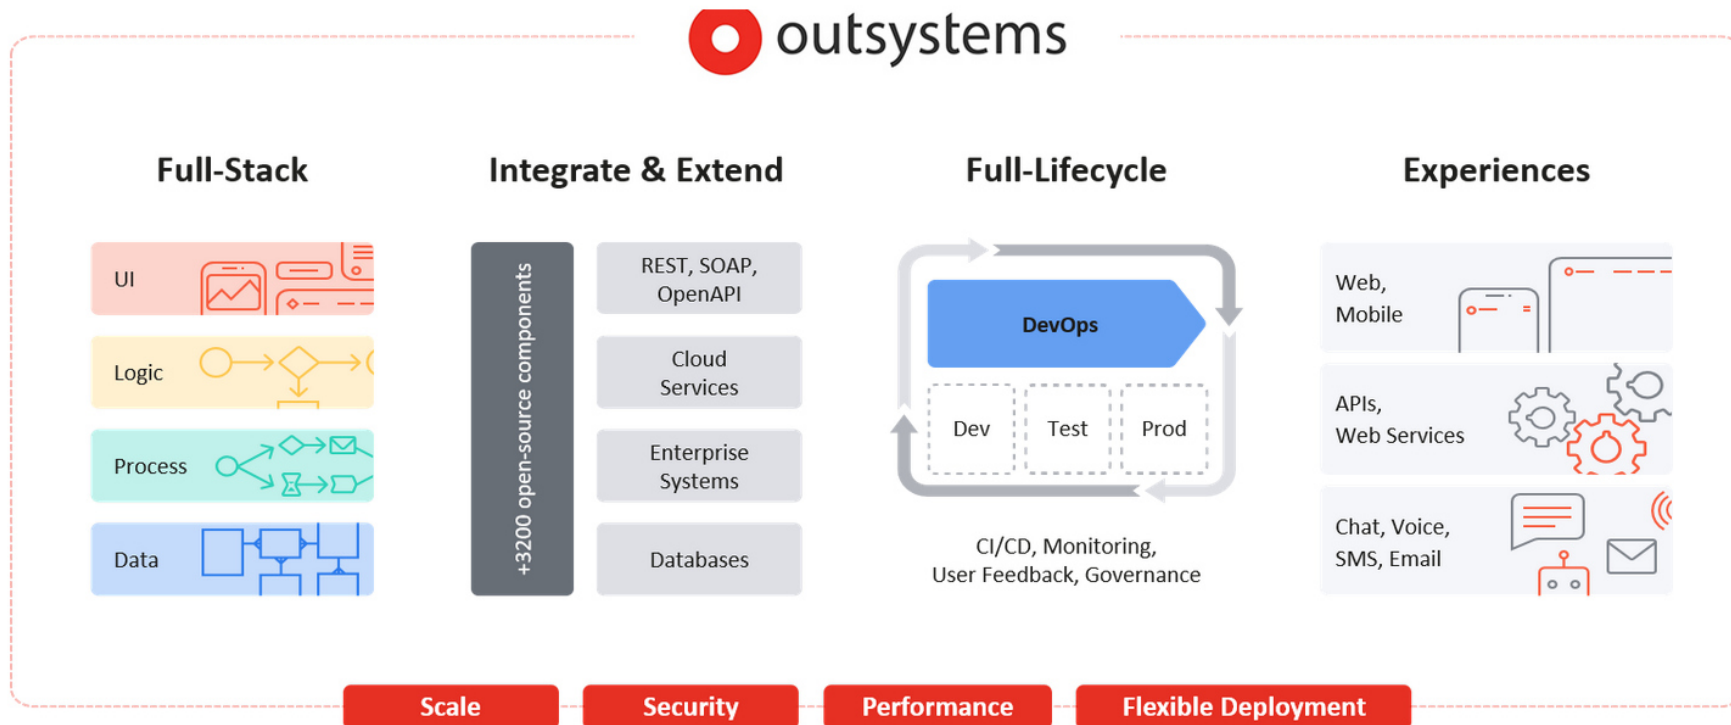 outsystems
Full-Stack
UI
Logic
Process
Data
Integrate & Extend
+3200 open-source components
REST, SOAP,
OpenAPI
Cloud
Services
Enterprise
Systems
Databases
Full-Lifecycle
DevOps
Dev
Test
Prod
CI/CD, Monitoring,
User Feedback, Governance
Experiences
Web,
Mobile
APIs,
Web Services
Chat, Voice,
SMS, Email
Scale
Security
Performance
Flexible Deployment